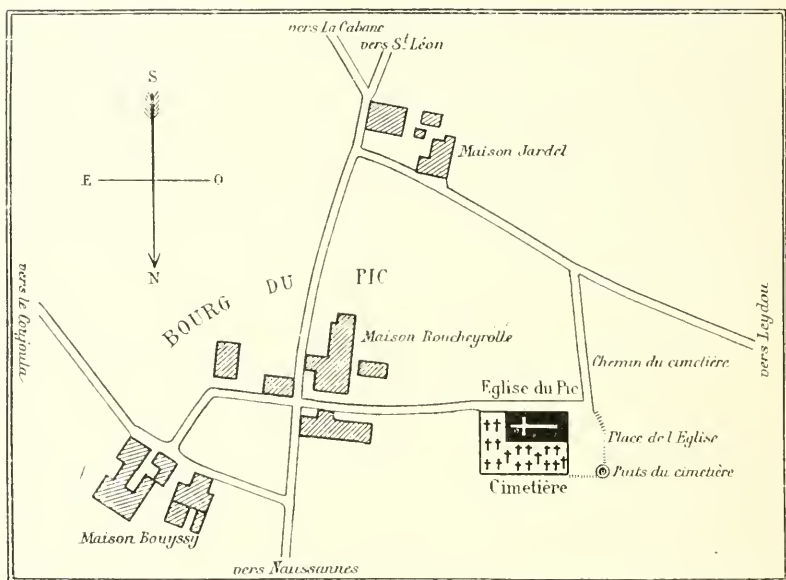 vers La Cabane
vers St Léon
S
E
O
N
Maison Jardel
BOURG DU PIC
vers le Coujoula
vers Leydou
Maison Roucheyrolle
Chemin du cimetière
Eglise du Pic
Place de l'Eglise
Puits du cimetière
Cimetière
Maison Bouyssy
vers Naussannes